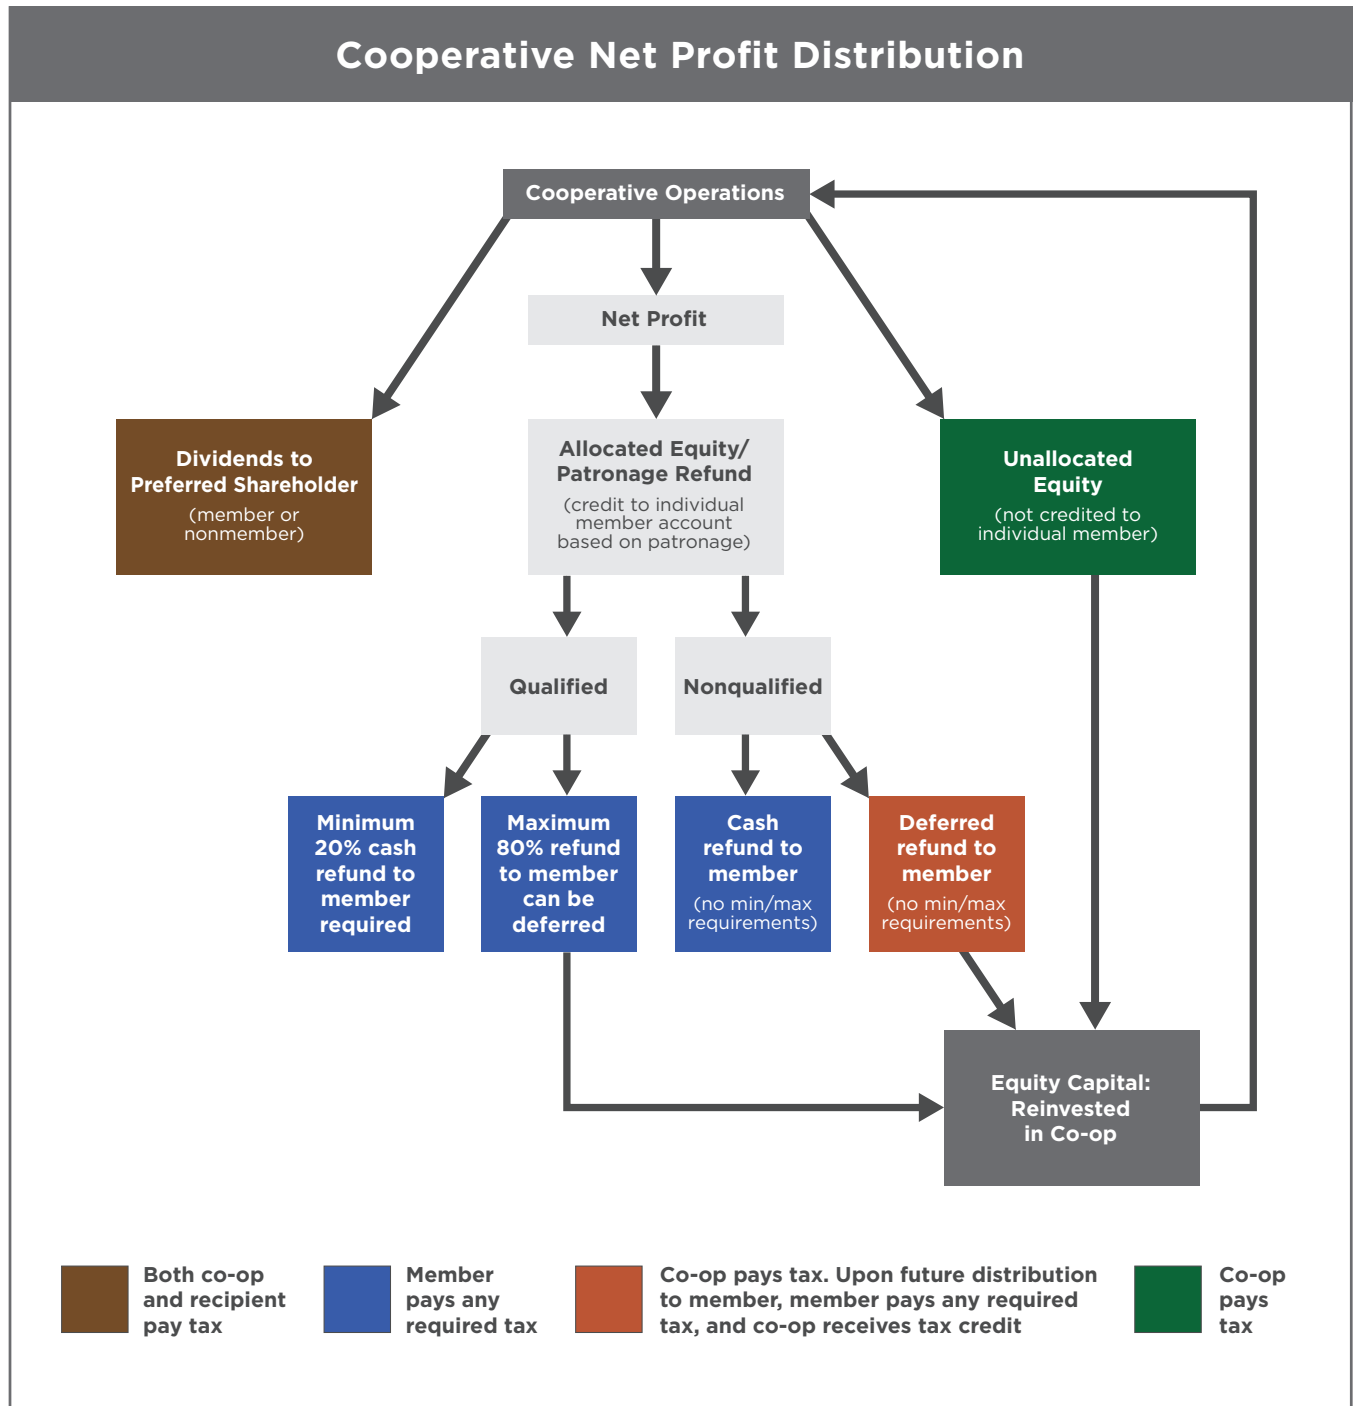 Cooperative Net Profit Distribution
Cooperative Operations
Net Profit
Dividends to
Preferred Shareholder
(member or
nonmember)
Allocated Equity/
Patronage Refund
(credit to individual
member account
based on patronage)
Unallocated
Equity
(not credited to
individual member)
Qualified
Nonqualified
Minimum
20% cash
refund to
member
required
Maximum
80% refund
to member
can be
deferred
Cash
refund to
member
(no min/max
requirements)
Deferred
refund to
member
(no min/max
requirements)
Equity Capital:
Reinvested
in Co-op
Both co-op
and recipient
pay tax
Member
pays any
required tax
Co-op pays tax. Upon future distribution
to member, member pays any required
tax, and co-op receives tax credit
Co-op
pays
tax